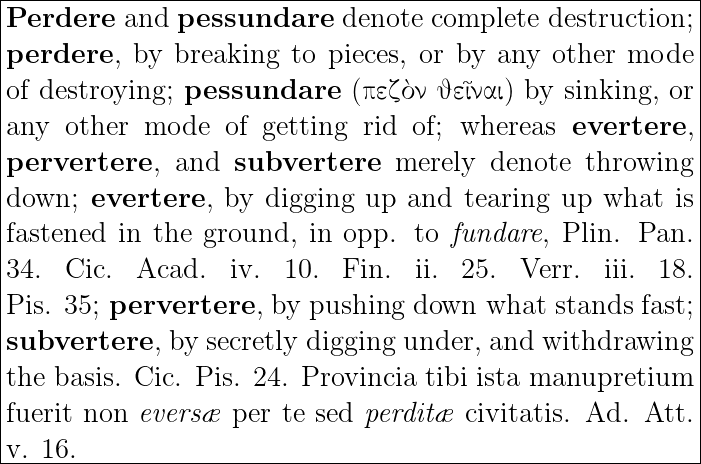 Perdere and pessundare denote complete destruction;
perdere, by breaking to pieces, or by any other mode
of destroying; pessundare (πεζὸν ϑεῖναι) by sinking, or
any other mode of getting rid of; whereas evertere,
pervertere, and subvertere merely denote throwing
down; evertere, by digging up and tearing up what is
fastened in the ground, in opp. to fundare, Plin. Pan.
34. Cic. Acad. iv. 10. Fin. ii. 25. Verr. iii. 18.
Pis. 35; pervertere, by pushing down what stands fast;
subvertere, by secretly digging under, and withdrawing
the basis. Cic. Pis. 24. Provincia tibi ista manupretium
fuerit non eversæ per te sed perditæ civitatis. Ad. Att.
v. 16.